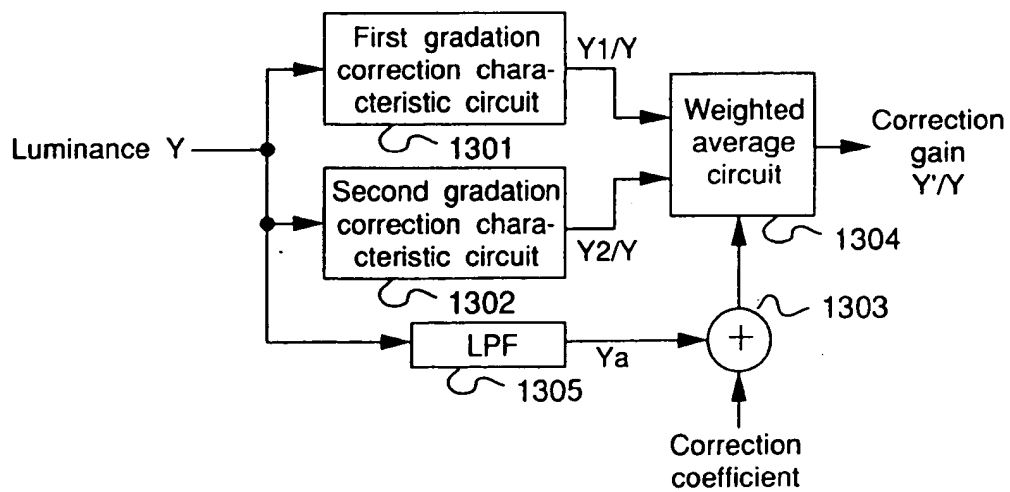 First gradation
correction chara-
cteristic circuit
Y1/Y
1301
Luminance Y
Second gradation
correction chara-
cteristic circuit
Y2/Y
1302
Weighted
average
circuit
1304
Correction
gain
Y'/Y
1303
+
LPF
Ya
1305
Correction
coefficient